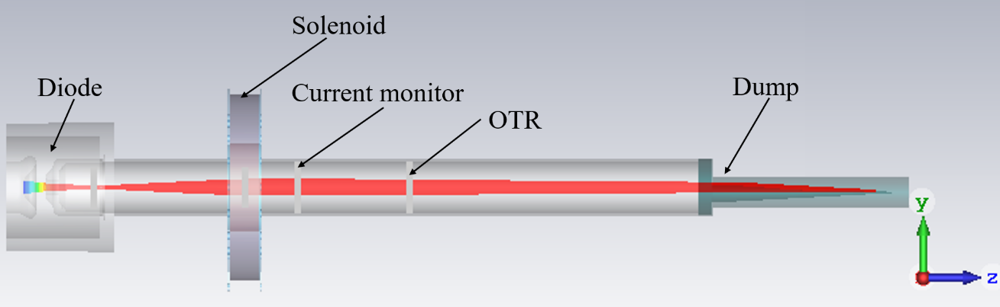 Solenoid
Diode
Current monitor
Dump
OTR
y
z